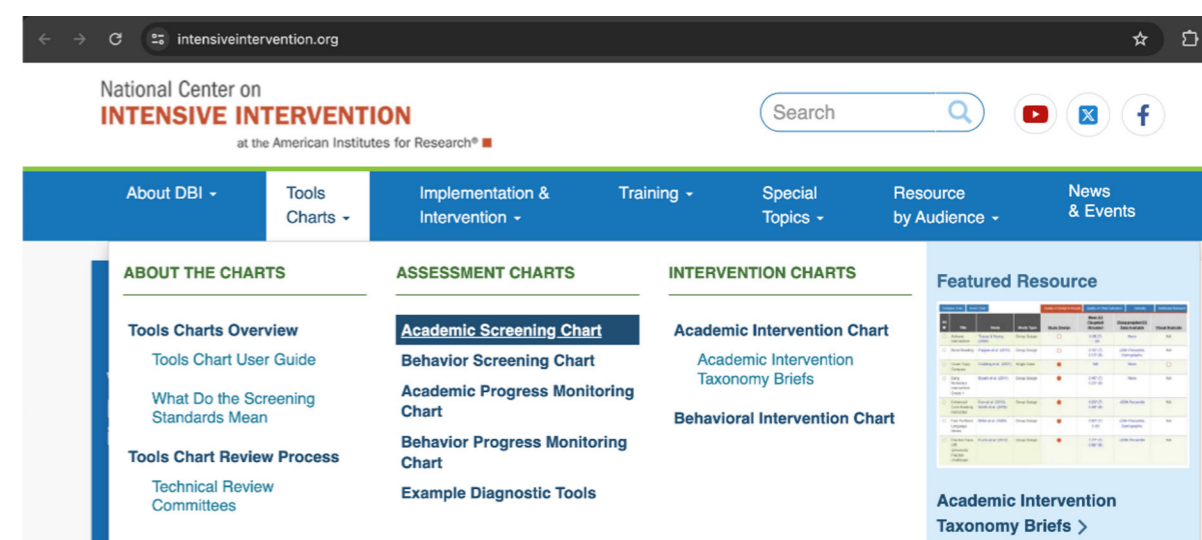 intensiveintervention.org
National Center on
INTENSIVE INTERVENTION
at the American Institutes for Research®
Search
About DBI
Tools
Charts
Implementation &
Intervention
Training
Special
Topics
Resource
by Audience
News
& Events
ABOUT THE CHARTS
Tools Charts Overview
Tools Chart User Guide
What Do the Screening
Standards Mean
Tools Chart Review Process
Technical Review
Committees
ASSESSMENT CHARTS
Academic Screening Chart
Behavior Screening Chart
Academic Progress Monitoring
Chart
Behavior Progress Monitoring
Chart
Example Diagnostic Tools
INTERVENTION CHARTS
Academic Intervention Chart
Academic Intervention
Taxonomy Briefs
Behavioral Intervention Chart
Featured Resource
Academic Intervention
Taxonomy Briefs >